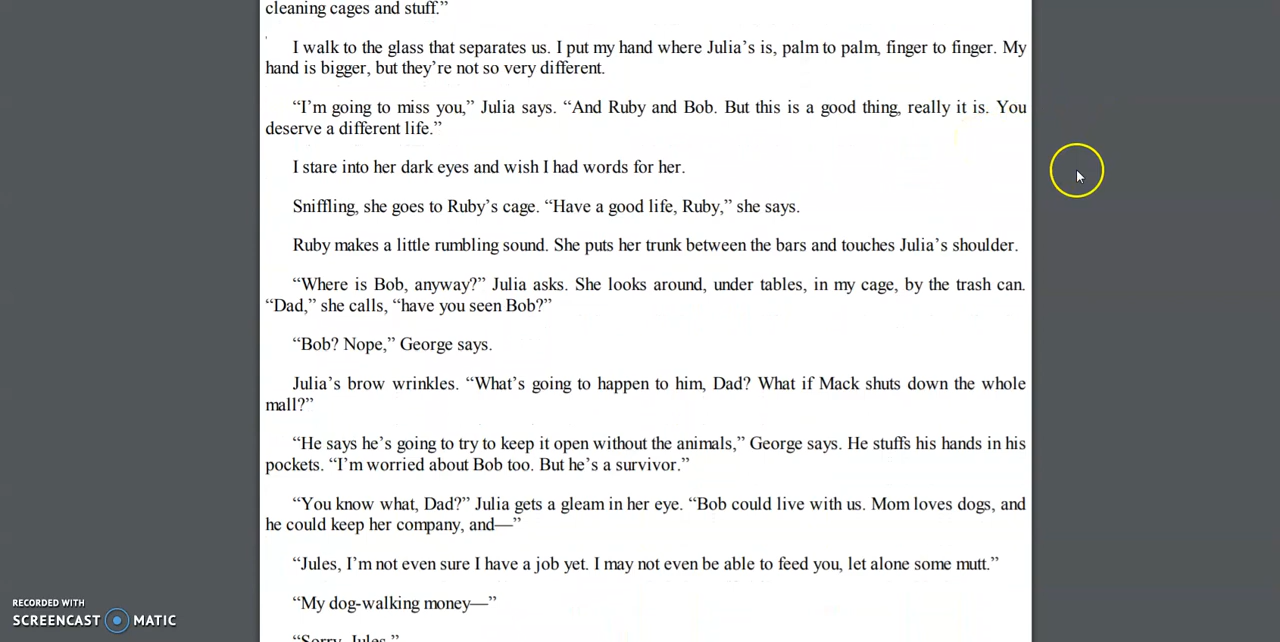 cleaning cages and stuff.”
I walk to the glass that separates us. I put my hand where Julia’s is, palm to palm, finger to finger. My
hand is bigger, but they’re not so very different.
“I’m going to miss you,” Julia says. “And Ruby and Bob. But this is a good thing, really it is. You
deserve a different life.”
I stare into her dark eyes and wish I had words for her.
Sniffling, she goes to Ruby’s cage. “Have a good life, Ruby,” she says.
Ruby makes a little rumbling sound. She puts her trunk between the bars and touches Julia’s shoulder.
“Where is Bob, anyway?” Julia asks. She looks around, under tables, in my cage, by the trash can.
“Dad,” she calls, “have you seen Bob?”
“Bob? Nope,” George says.
Julia’s brow wrinkles. “What’s going to happen to him, Dad? What if Mack shuts down the whole
mall?”
“He says he’s going to try to keep it open without the animals,” George says. He stuffs his hands in his
pockets. “I’m worried about Bob too. But he’s a survivor.”
“You know what, Dad?” Julia gets a gleam in her eye. “Bob could live with us. Mom loves dogs, and
he could keep her company, and—”
“Jules, I’m not even sure I have a job yet. I may not even be able to feed you, let alone some mutt.”
“My dog-walking money—”
“Sorry, Jules.”
RECORDED WITH
SCREENCAST MATIC